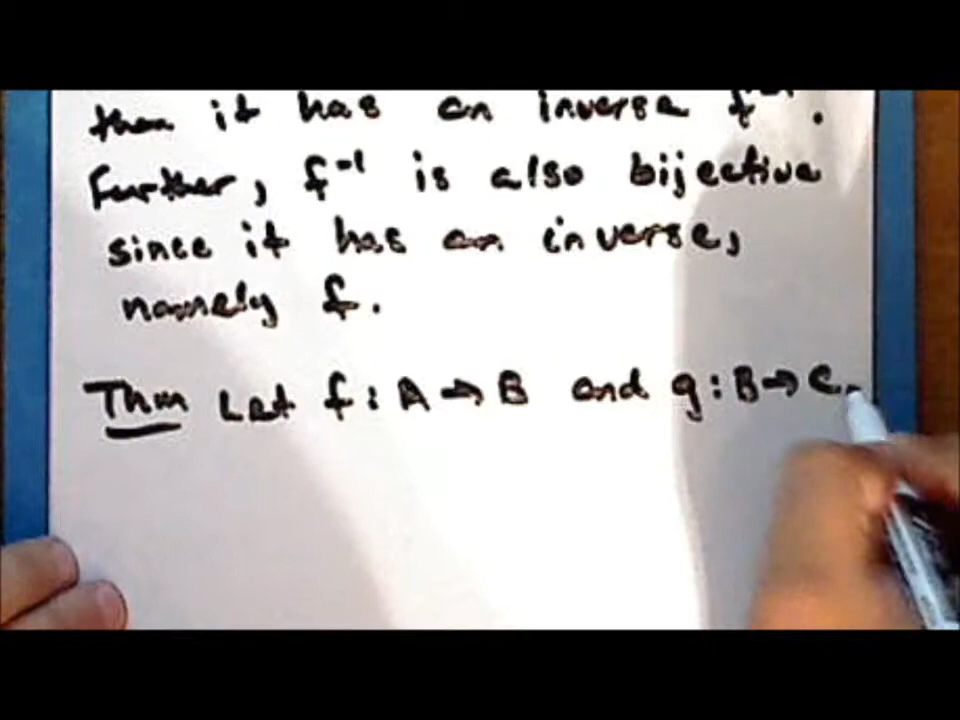 then it has an inverse f⁻¹.
Further, f⁻¹ is also bijective
since it has an inverse,
namely f.
Thm Let f : A → B and g : B → C.